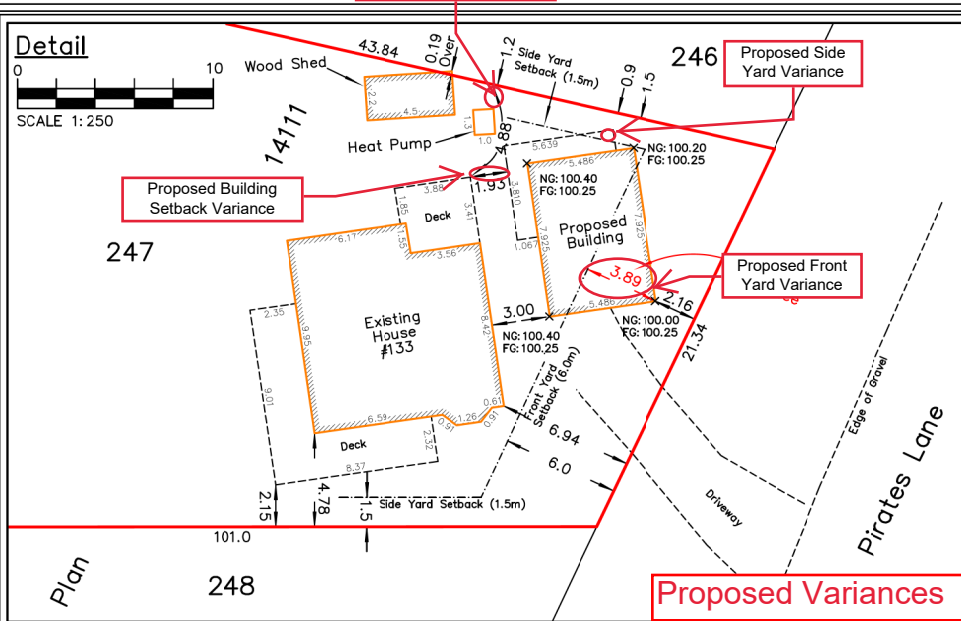 Detail
0 10
SCALE 1:250
43.84
0.19
Over
1.2
Side Yard
Setback (1.5m)
0.9
1.5
246
Proposed Side
Yard Variance
Wood Shed
2.2
4.5
14111
Heat Pump
1.3
1.0
4.88
5.639
5.486
NG: 100.20
FG: 100.25
NG: 100.40
FG: 100.25
Proposed Building
Setback Variance
1.93
3.88
3.810
1.85
Deck
3.41
7.925
Proposed
Building
7.925
247
6.17
1.55
3.56
1.067
3.89
Proposed Front
Yard Variance
2.35
9.95
Existing
House
#133
8.42
3.00
5.486
2.16
NG: 100.40
FG: 100.25
NG: 100.00
FG: 100.25
21.34
9.01
Front Yard
Setback (6.0m)
Edge of Gravel
6.59
0.91
1.26
0.91
0.61
Deck
2.32
8.37
6.94
6.0
2.15
4.78
1.5
Side Yard Setback (1.5m)
Driveway
Pirates Lane
101.0
Plan
248
Proposed Variances